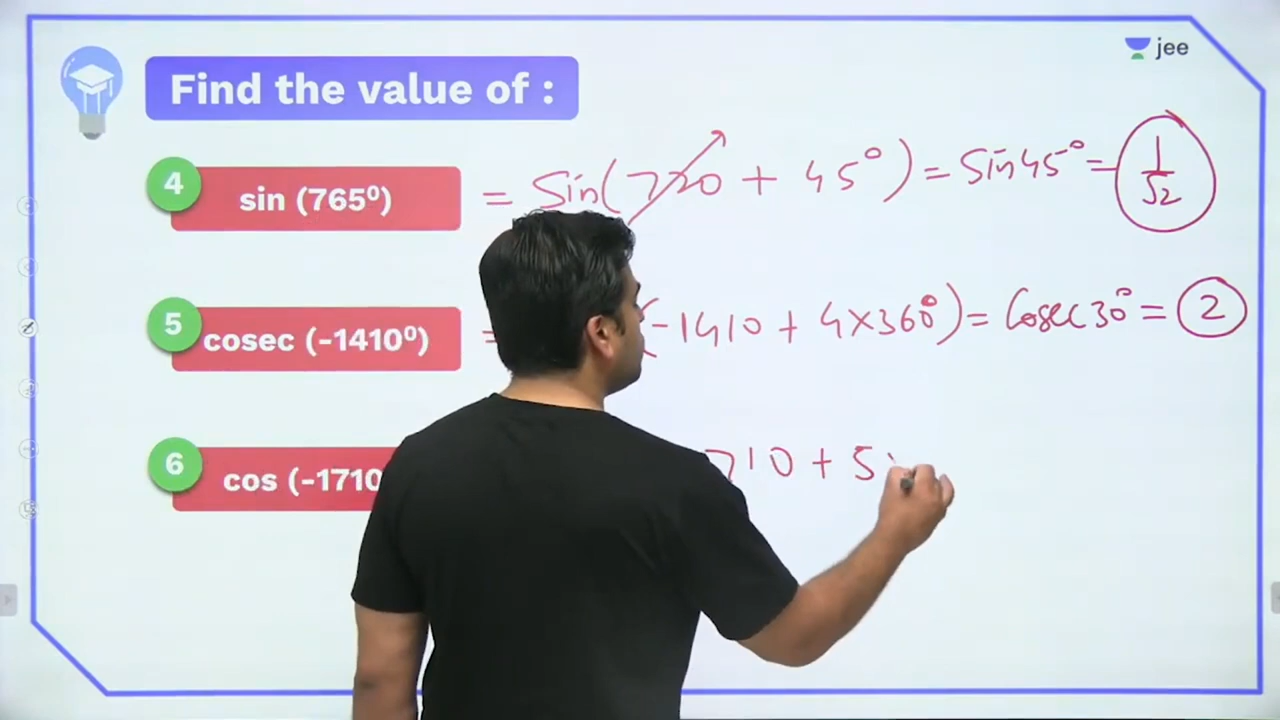 jee
Find the value of :
4 sin (765⁰) = Sin(720 + 45°) = Sin45° = 1/√2
5 cosec (-1410⁰) = (-1410 + 4×360°) = Cosec30° = 2
6 cos (-1710 710 + 5